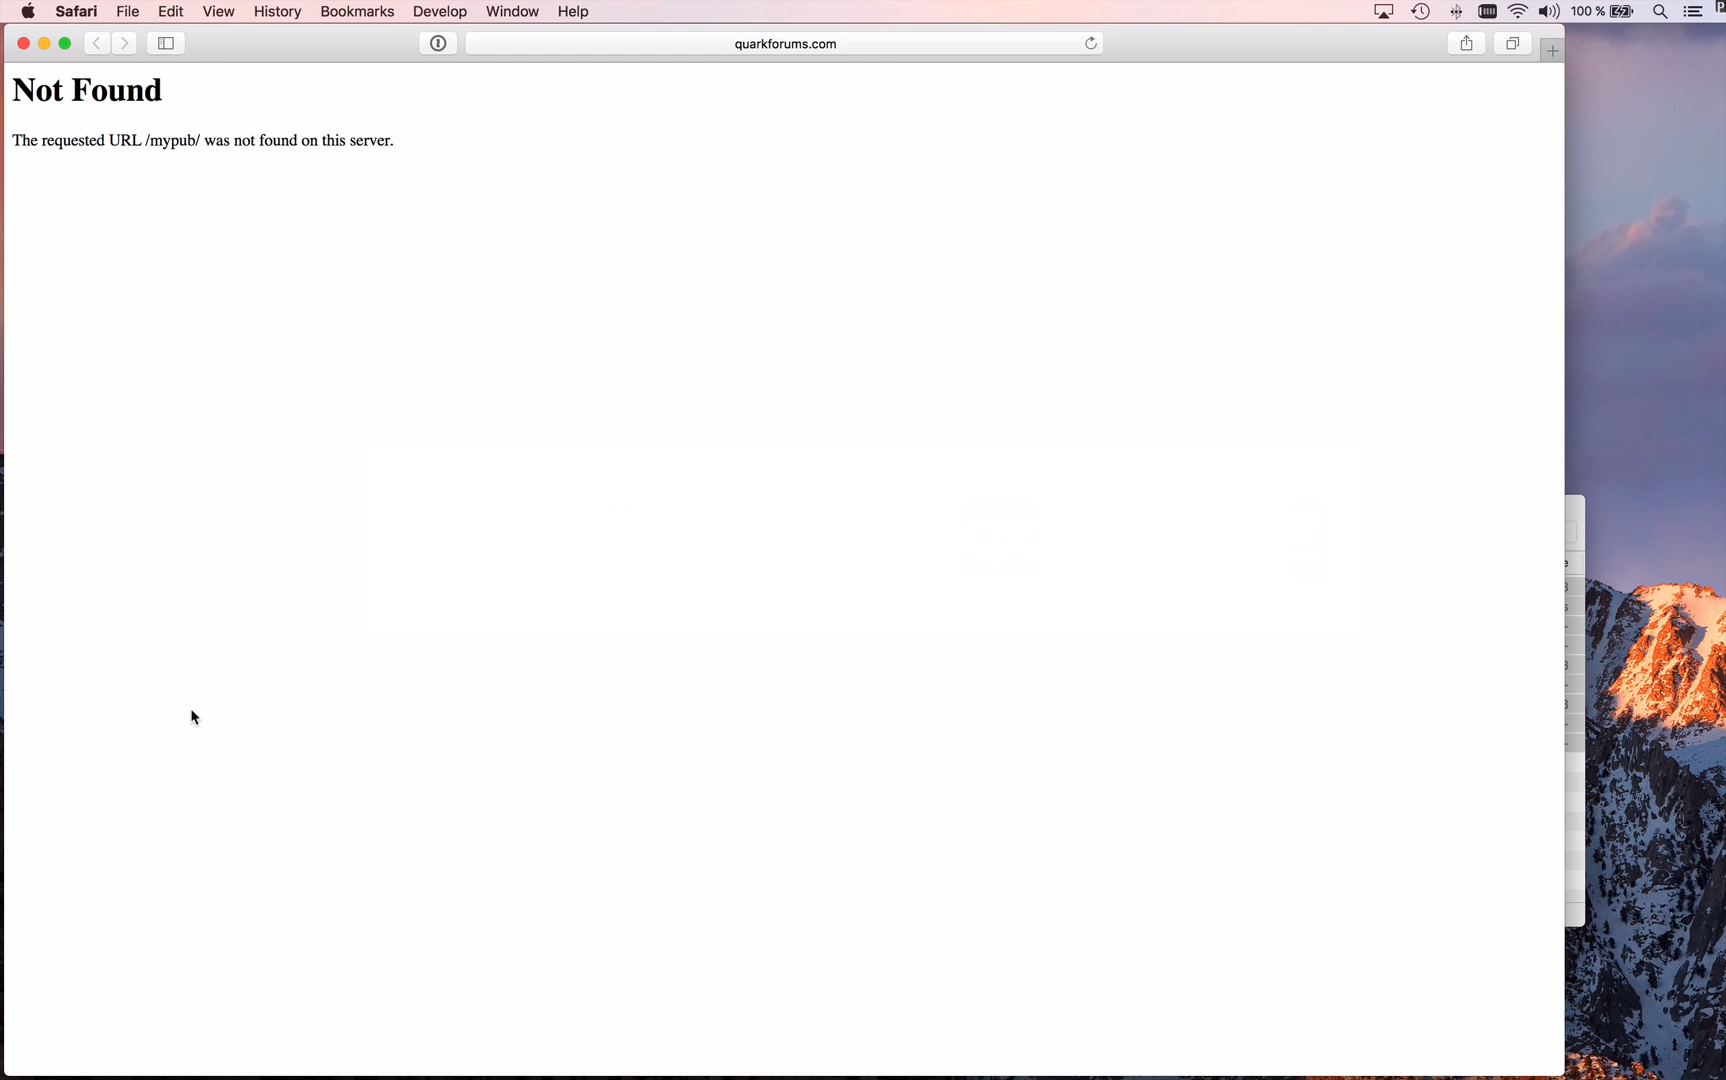 Safari File Edit View History Bookmarks Develop Window Help 100 %
quarkforums.com
Not Found
The requested URL /mypub/ was not found on this server.